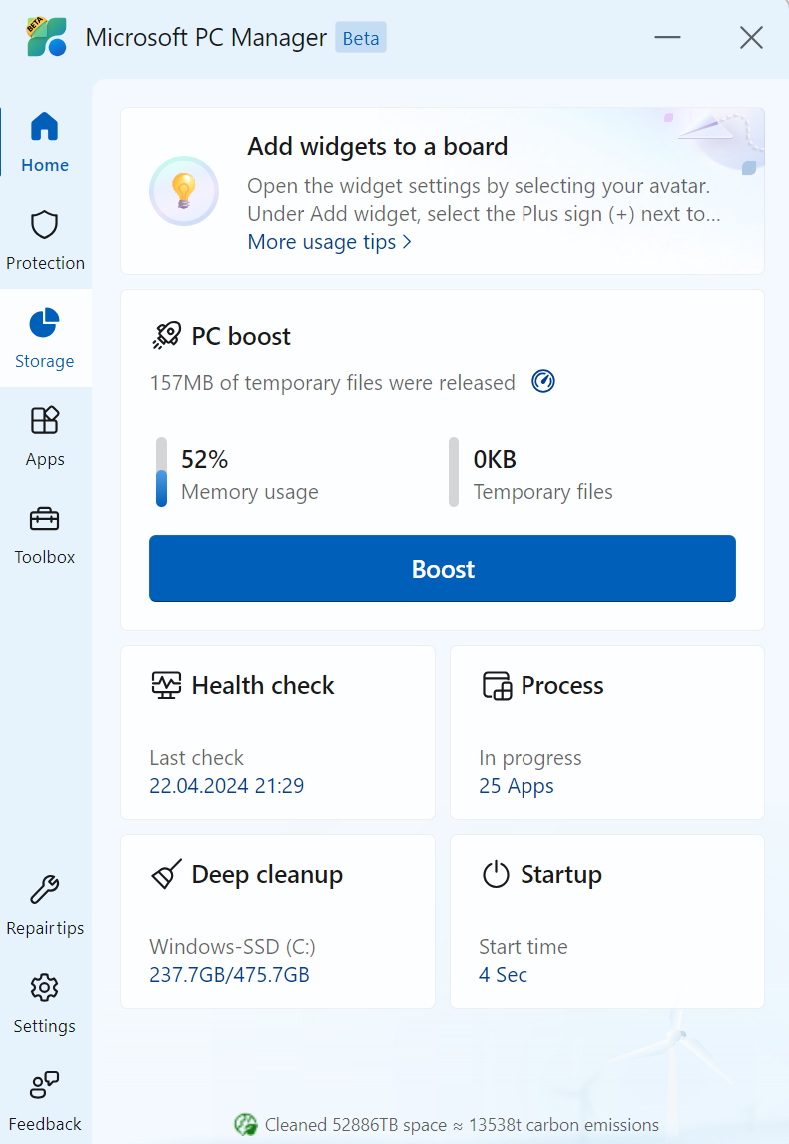 BETA
Microsoft PC Manager Beta
Home
Protection
Storage
Apps
Toolbox
Repair tips
Settings
Feedback
Add widgets to a board
Open the widget settings by selecting your avatar.
Under Add widget, select the Plus sign (+) next to...
More usage tips >
PC boost
157MB of temporary files were released
52%
Memory usage
0KB
Temporary files
Boost
Health check
Last check
22.04.2024 21:29
Process
In progress
25 Apps
Deep cleanup
Windows-SSD (C:)
237.7GB/475.7GB
Startup
Start time
4 Sec
Cleaned 52886TB space ≈ 13538t carbon emissions